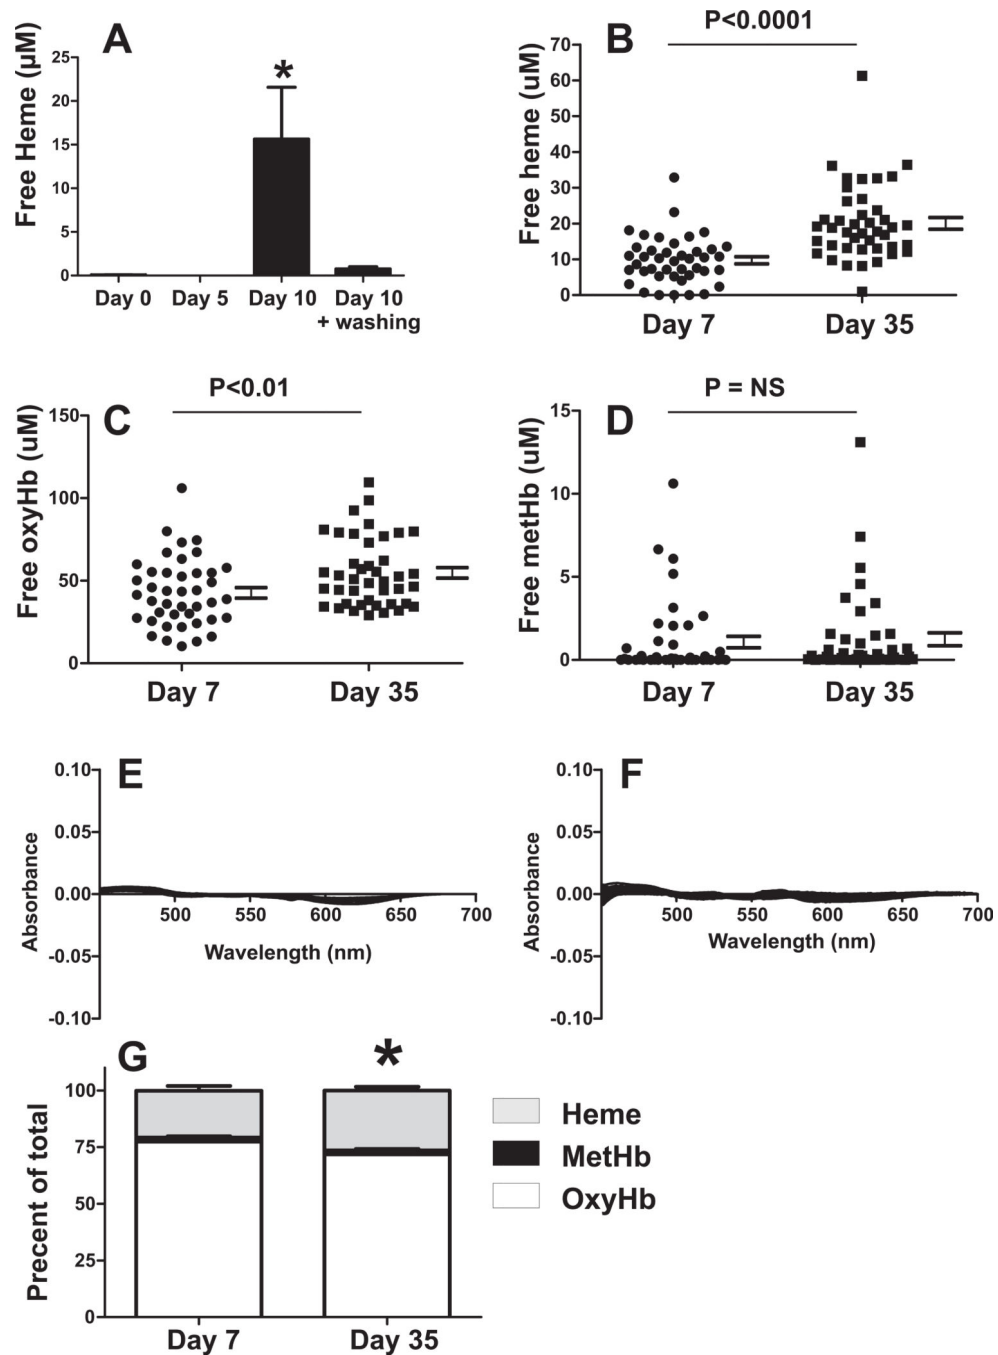 A
Free Heme (µM)
25
20
15
10
5
0
*
Day 0
Day 5
Day 10
Day 10
+ washing
B
P<0.0001
Free heme (uM)
70
60
50
40
30
20
10
0
Day 7
Day 35
C
P<0.01
Free oxyHb (uM)
150
100
50
0
Day 7
Day 35
D
P = NS
Free metHb (uM)
15
10
5
0
Day 7
Day 35
E
Absorbance
0.10
0.05
0.00
-0.05
-0.10
500
550
600
650
700
Wavelength (nm)
F
Absorbance
0.10
0.05
0.00
-0.05
-0.10
500
550
600
650
700
Wavelength (nm)
G
*
Precent of total
100
75
50
25
0
Day 7
Day 35
Heme
MetHb
OxyHb